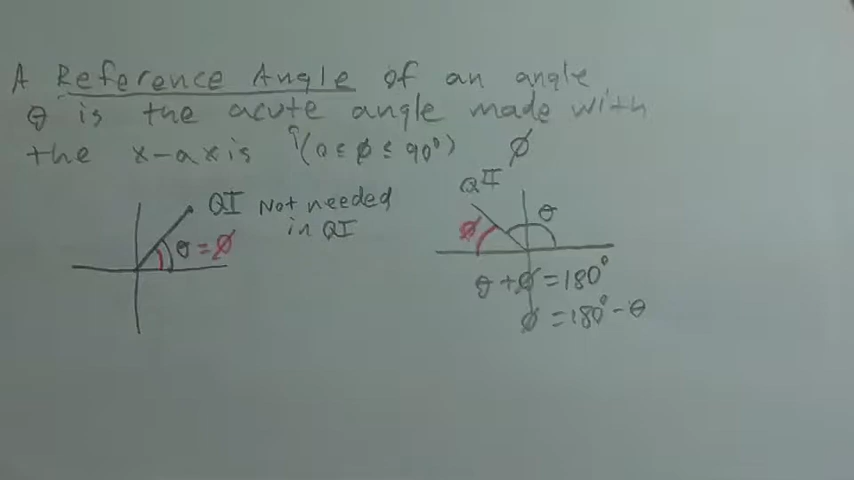 A Reference Angle of an angle
θ is the acute angle made with
the x-axis (0 ≤ ϕ ≤ 90°) ϕ
QI Not needed
in QI
θ = ϕ
QII
ϕ θ
θ + ϕ = 180°
ϕ = 180° - θ